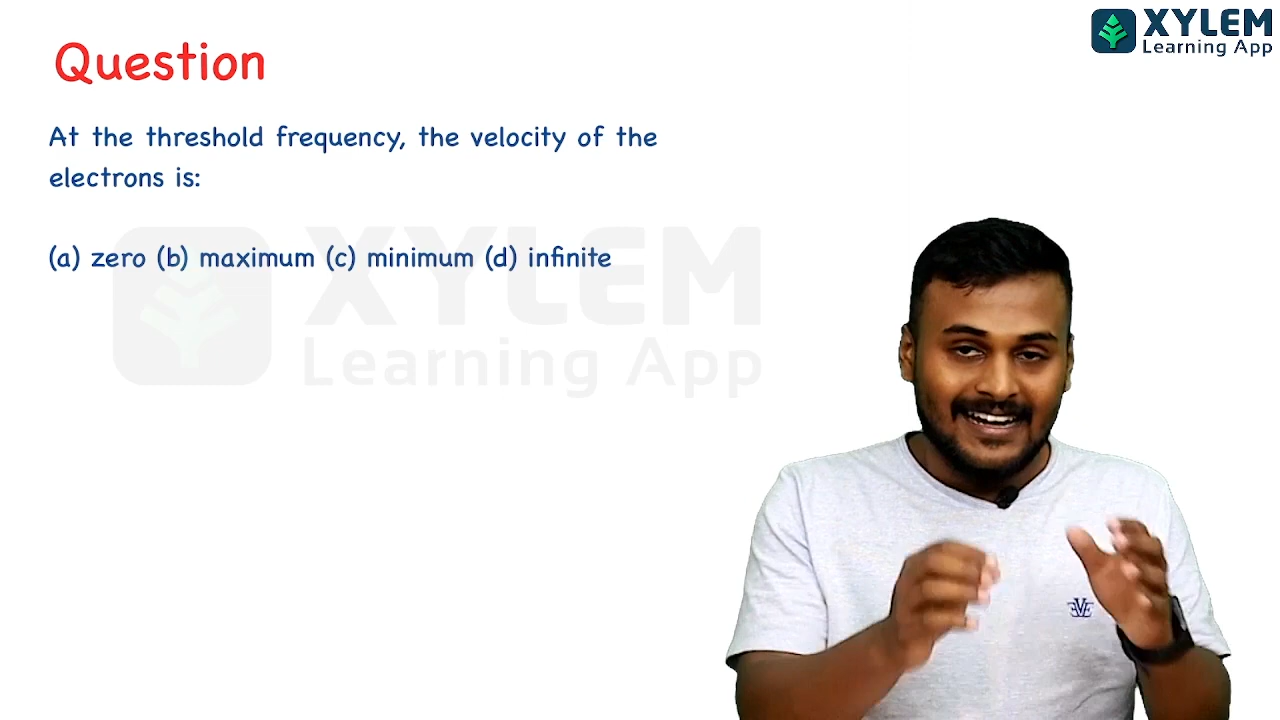 XYLEM
Learning App
Question
At the threshold frequency, the velocity of the
electrons is:
(a) zero (b) maximum (c) minimum (d) infinite
XYLEM
Learning App